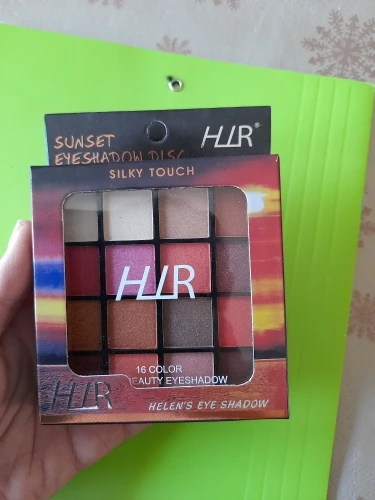 SUNSET
EYESHADOW DISC
HLR®
SILKY TOUCH
HLR
16 COLOR
BEAUTY EYESHADOW
HLR
HELEN'S EYE SHADOW